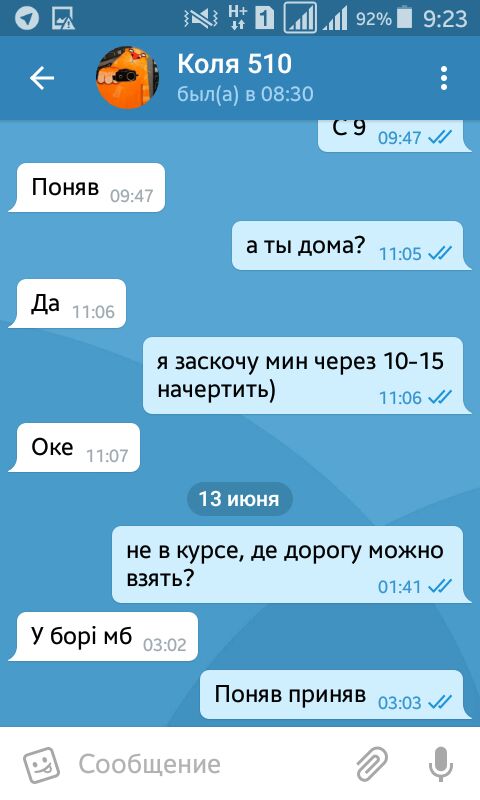 H+ 1 92% 9:23
Коля 510
был(а) в 08:30
С 9 09:47
Поняв 09:47
а ты дома? 11:05
Да 11:06
я заскочу мин через 10-15
начертить) 11:06
Оке 11:07
13 июня
не в курсе, де дорогу можно
взять? 01:41
У борі мб 03:02
Поняв приняв 03:03
Сообщение